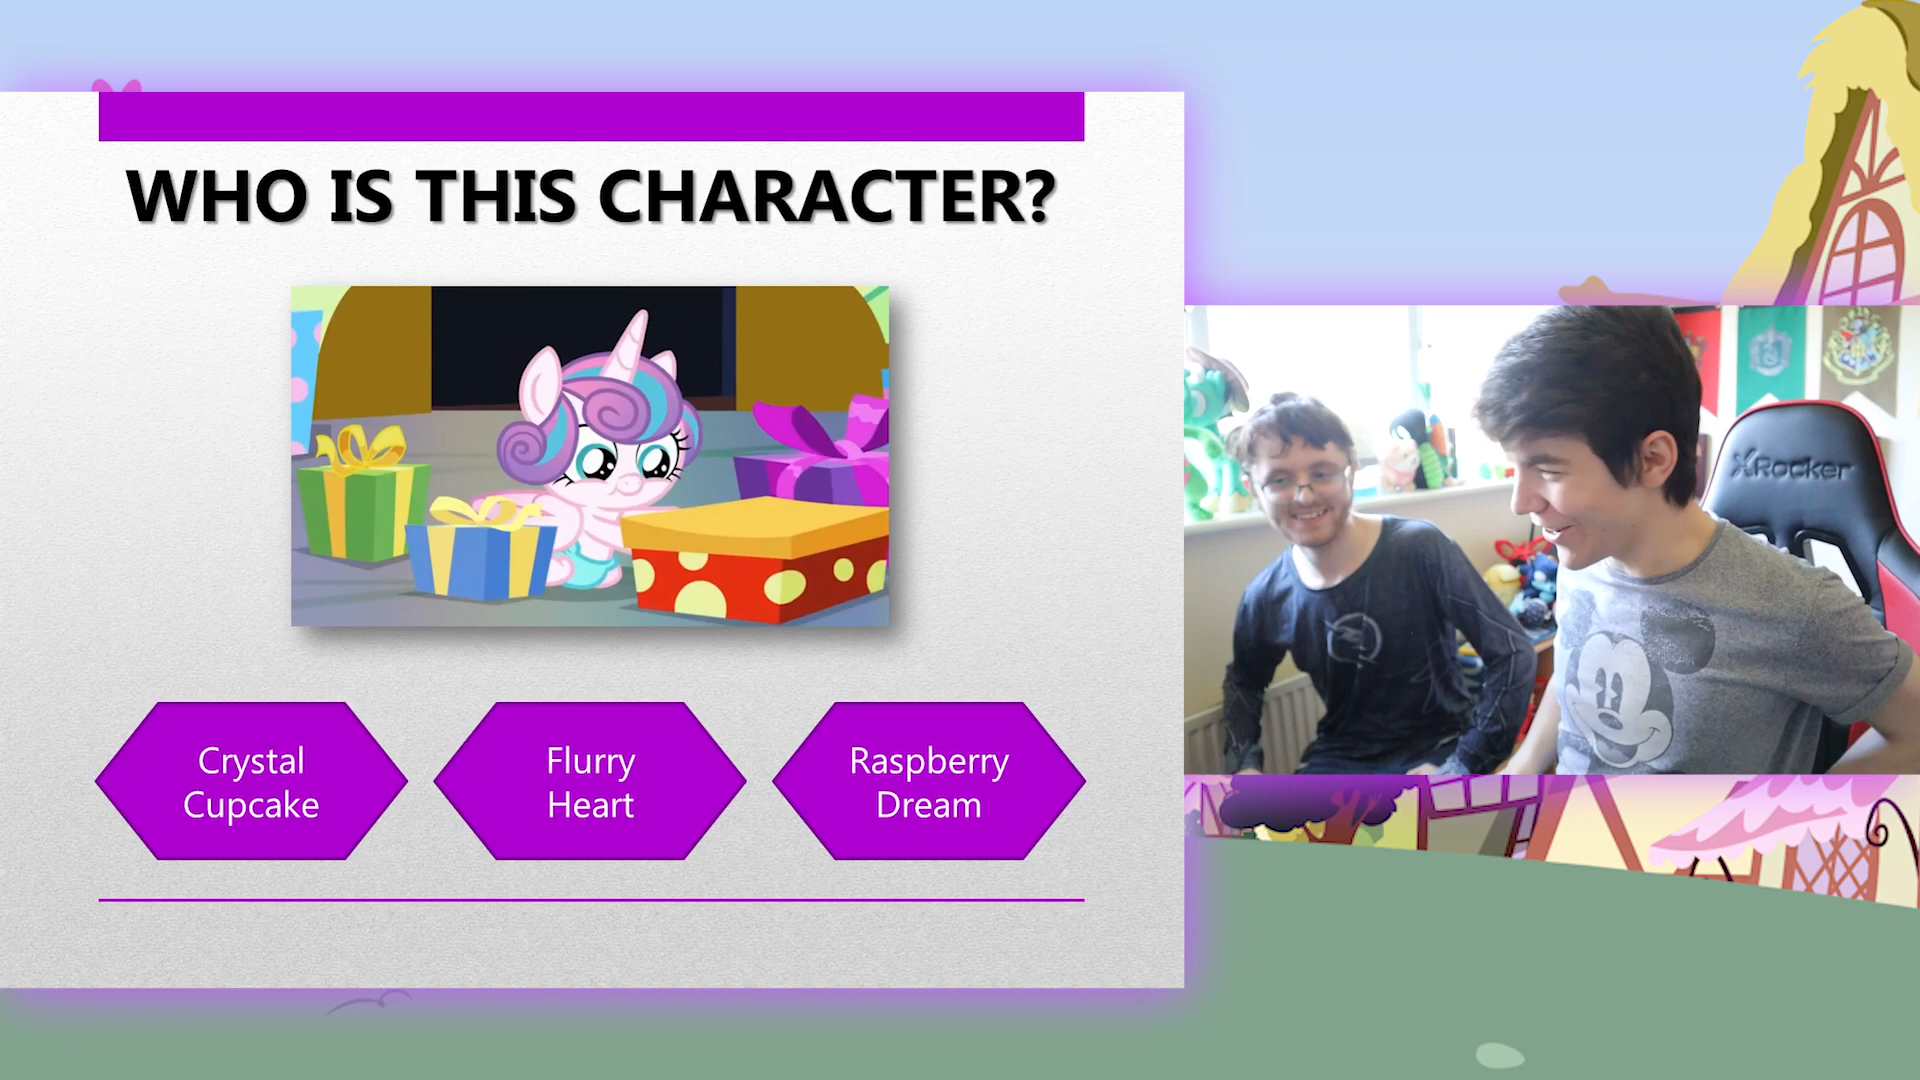 WHO IS THIS CHARACTER?
Crystal
Cupcake
Flurry
Heart
Raspberry
Dream
XRocker